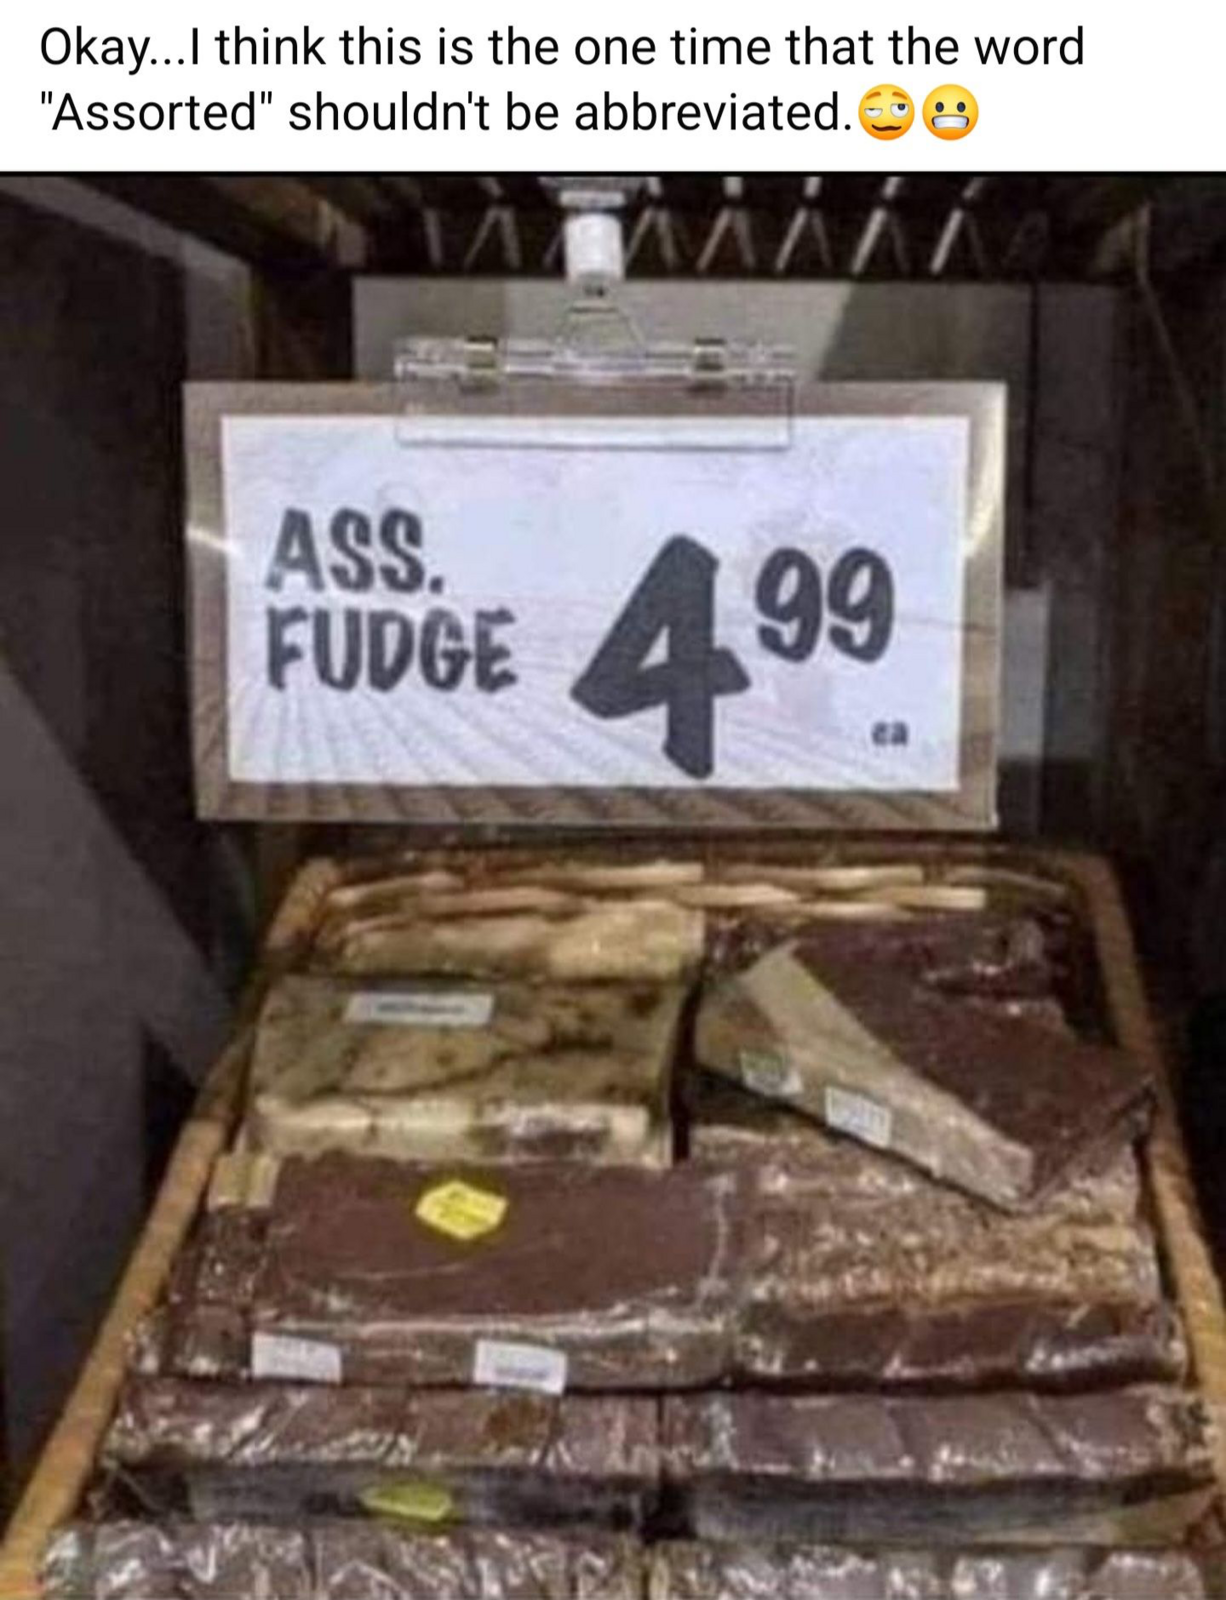 Okay...I think this is the one time that the word
"Assorted" shouldn't be abbreviated.🥴😬
ASS.
FUDGE
4 99
ea